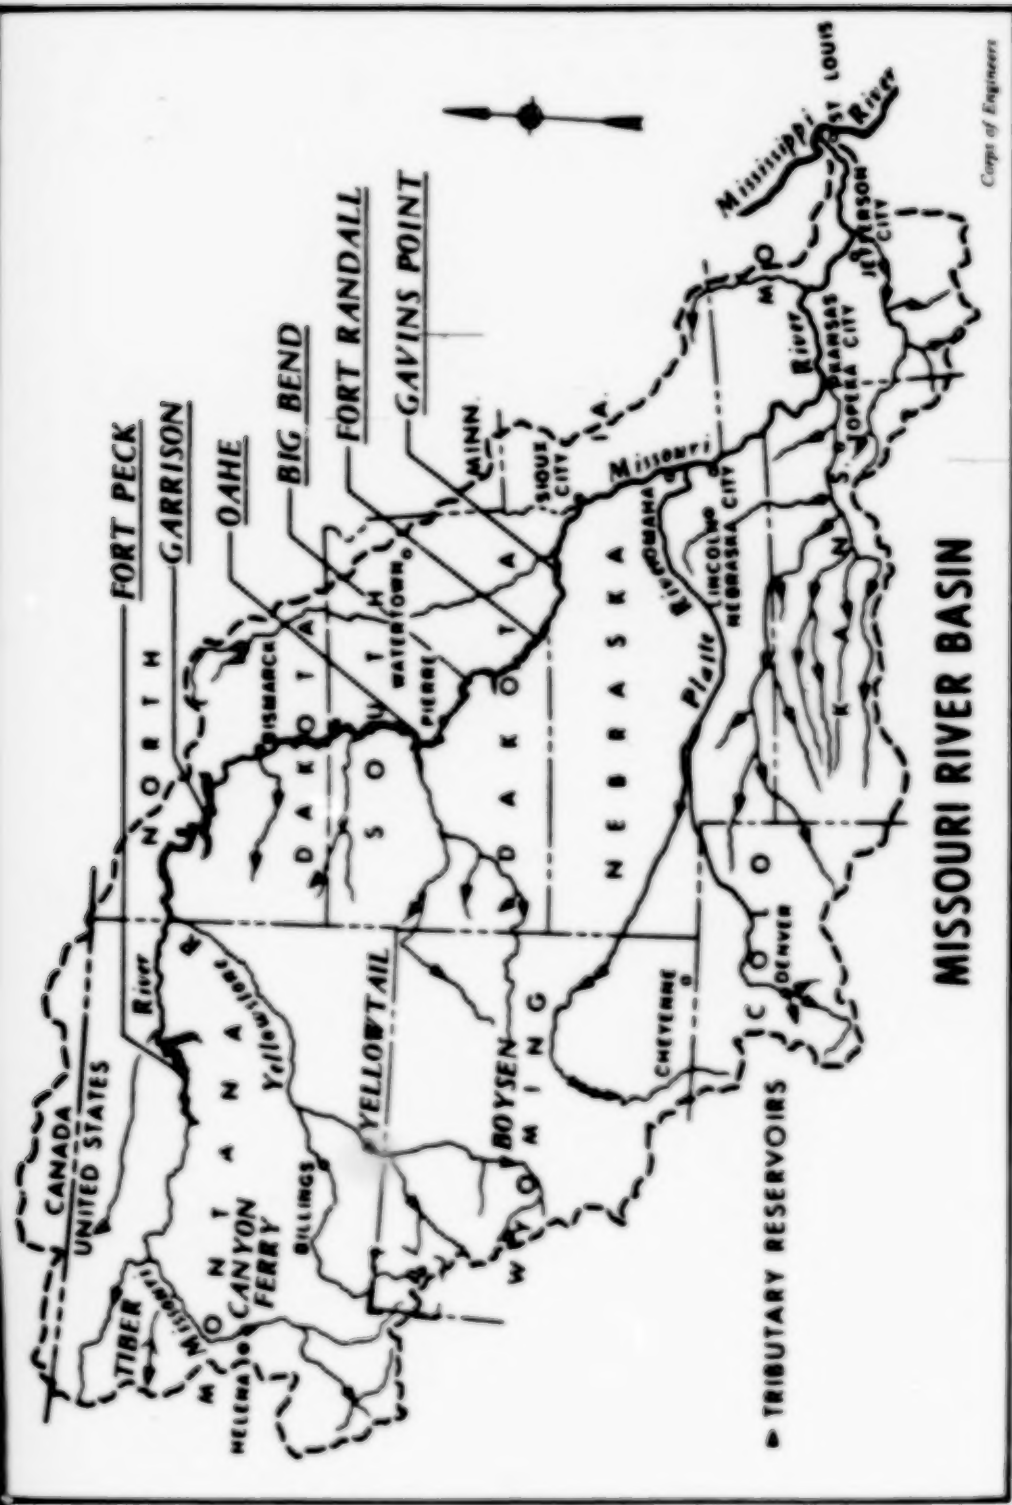 FORT PECK
GARRISON
OAHE
BIG BEND
FORT RANDALL
GAVINS POINT
CANADA
UNITED STATES
River
NORTH
DAKOTA
BISMARCK
MINN.
TIBER
Missouri
MONTANA
HELENA
CANYON
FERRY
BILLINGS
Yellowstone R
YELLOWTAIL
SOUTH
DAKOTA
WATERTOWN
PIERRE
SIOUX
CITY
IA.
BOYSEN
WYOMING
NEBRASKA
Missouri
River
OMAHA
LINCOLN
NEBRASKA CITY
Platte
River
CHEYENNE
COLO
DENVER
KANS.
KANSAS
CITY
TOPEKA
MO
JEFFERSON
CITY
Mississippi
River
ST LOUIS
TRIBUTARY RESERVOIRS
MISSOURI RIVER BASIN
Corps of Engineers